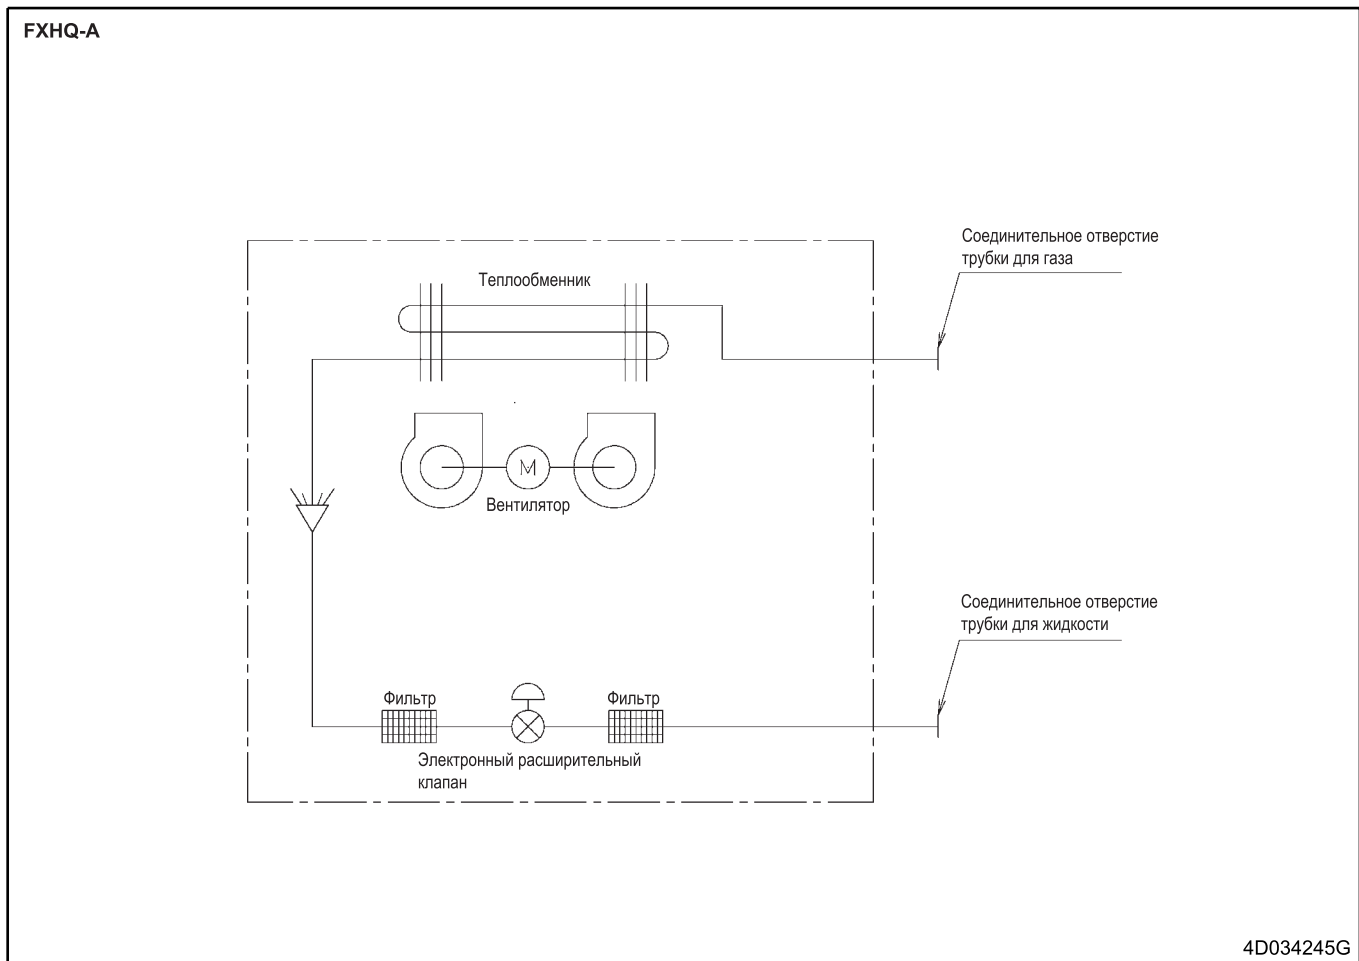 FXHQ-A
Соединительное отверстие
трубки для газа
Теплообменник
M
Вентилятор
Соединительное отверстие
трубки для жидкости
Фильтр
Фильтр
Электронный расширительный
клапан
4D034245G